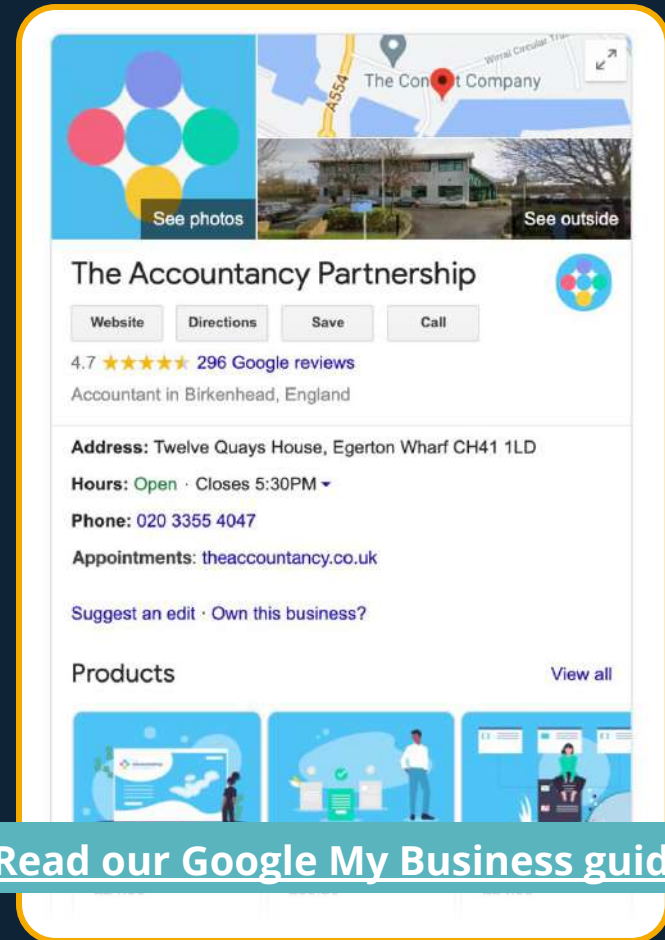 Wirral Circular Tra
A554
The Con t Company
See photos
See outside
The Accountancy Partnership
Website
Directions
Save
Call
4.7 296 Google reviews
Accountant in Birkenhead, England
Address: Twelve Quays House, Egerton Wharf CH41 1LD
Hours: Open · Closes 5:30PM
Phone: 020 3355 4047
Appointments: theaccountancy.co.uk
Suggest an edit · Own this business?
Products
View all
Read our Google My Business guid